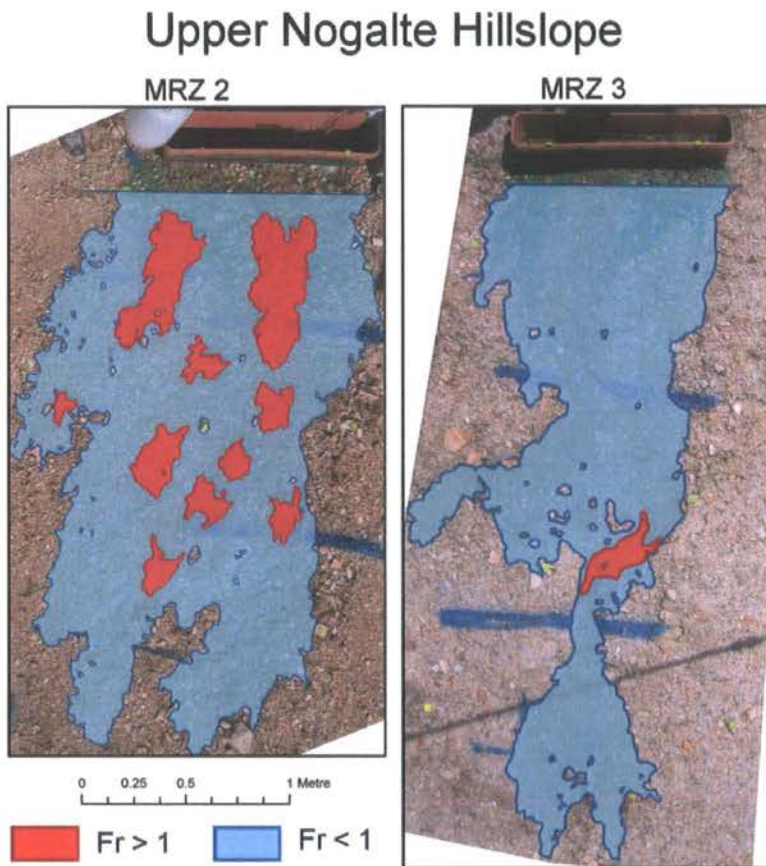 Upper Nogalte Hillslope
MRZ 2
MRZ 3
0 0.25 0.5 1 Metre
Fr > 1
Fr < 1